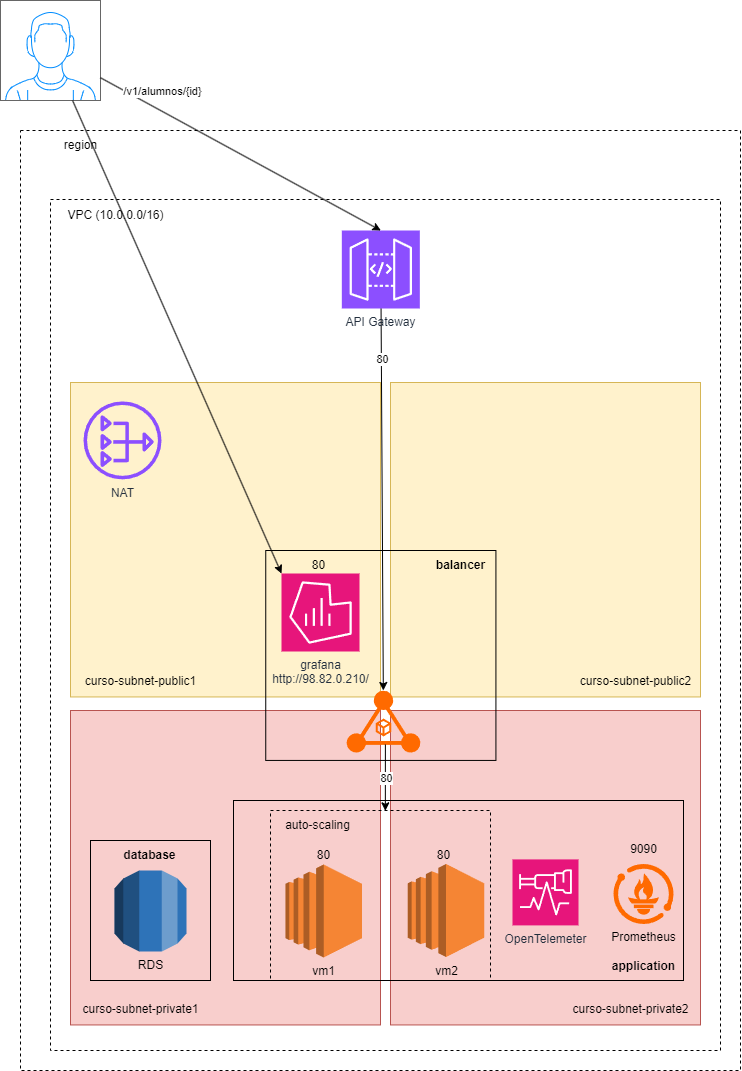 /v1/alumnos/{id}
region
VPC (10.0.0.0/16)
API Gateway
80
NAT
80
balancer
grafana
http://98.82.0.210/
curso-subnet-public1
curso-subnet-public2
80
auto-scaling
database
80
80
9090
RDS
OpenTelemeter
Prometheus
vm1
vm2
application
curso-subnet-private1
curso-subnet-private2